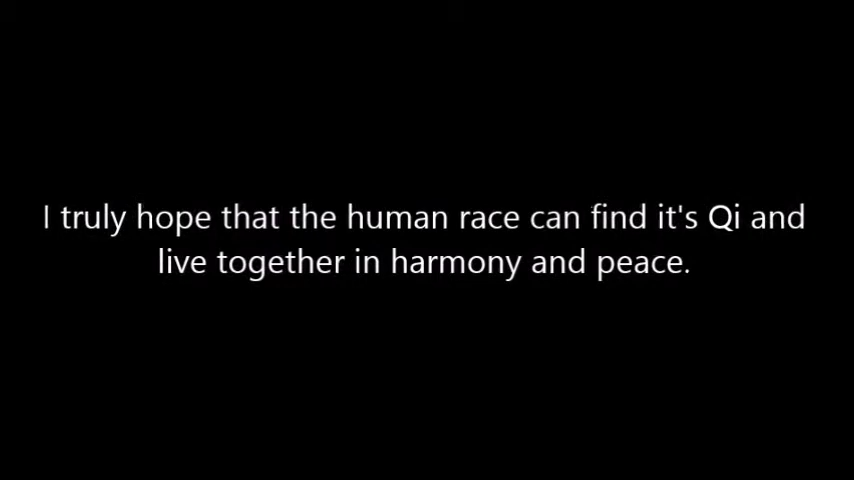 I truly hope that the human race can find it's Qi and
live together in harmony and peace.